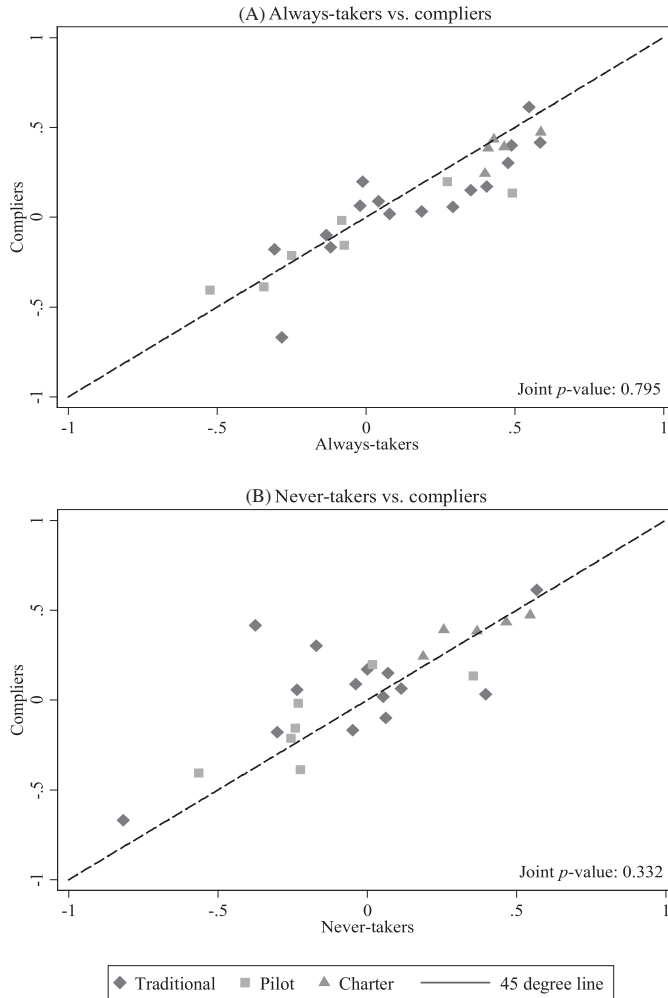 (A) Always-takers vs. compliers
1
.5
0
-.5
-1
Compliers
Joint p-value: 0.795
-1 -.5 0 .5 1
Always-takers
(B) Never-takers vs. compliers
1
.5
0
-.5
-1
Compliers
Joint p-value: 0.332
-1 -.5 0 .5 1
Never-takers
Traditional Pilot Charter 45 degree line